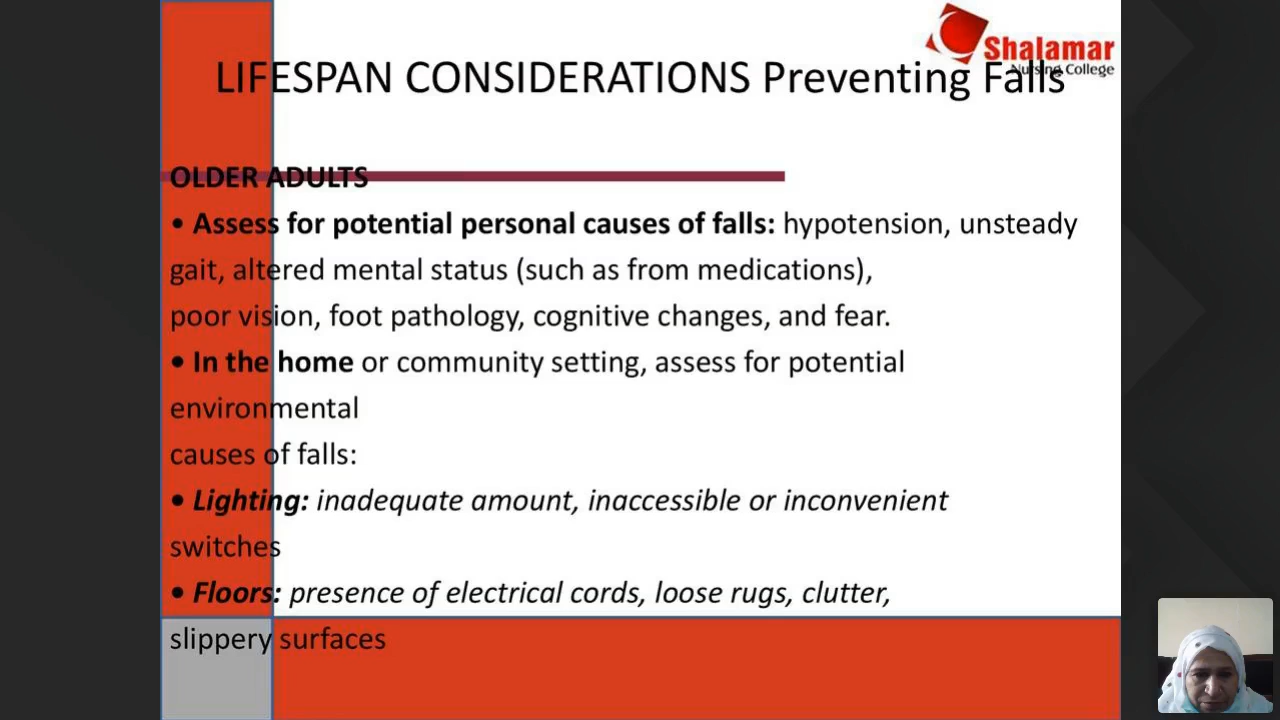 Shalamar
Nursing College
LIFESPAN CONSIDERATIONS Preventing Falls
OLDER ADULTS
• Assess for potential personal causes of falls: hypotension, unsteady
gait, altered mental status (such as from medications),
poor vision, foot pathology, cognitive changes, and fear.
• In the home or community setting, assess for potential
environmental
causes of falls:
• Lighting: inadequate amount, inaccessible or inconvenient
switches
• Floors: presence of electrical cords, loose rugs, clutter,
slippery surfaces